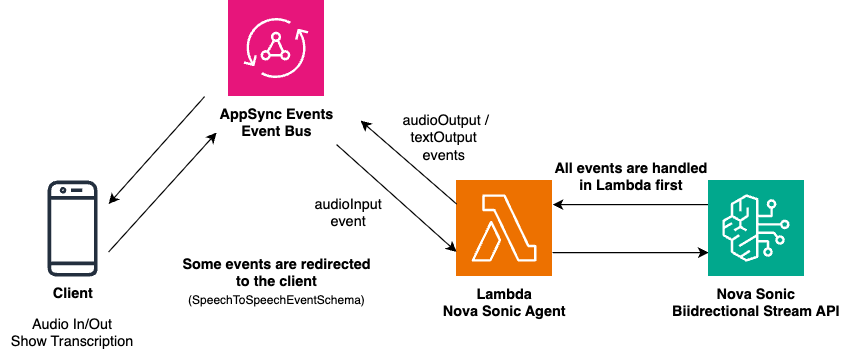 AppSync Events
Event Bus
audioOutput /
textOutput
events
All events are handled
in Lambda first
audioInput
event
Some events are redirected
to the client
(SpeechToSpeechEventSchema)
Client
Audio In/Out
Show Transcription
Lambda
Nova Sonic Agent
Nova Sonic
Biidrectional Stream API